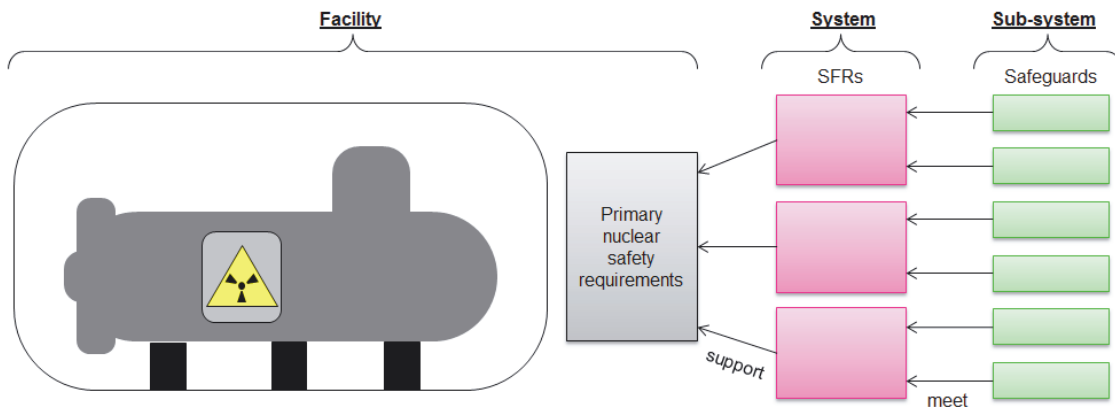 Facility
System
Sub-system
SFRs
Safeguards
Primary
nuclear
safety
requirements
support
meet